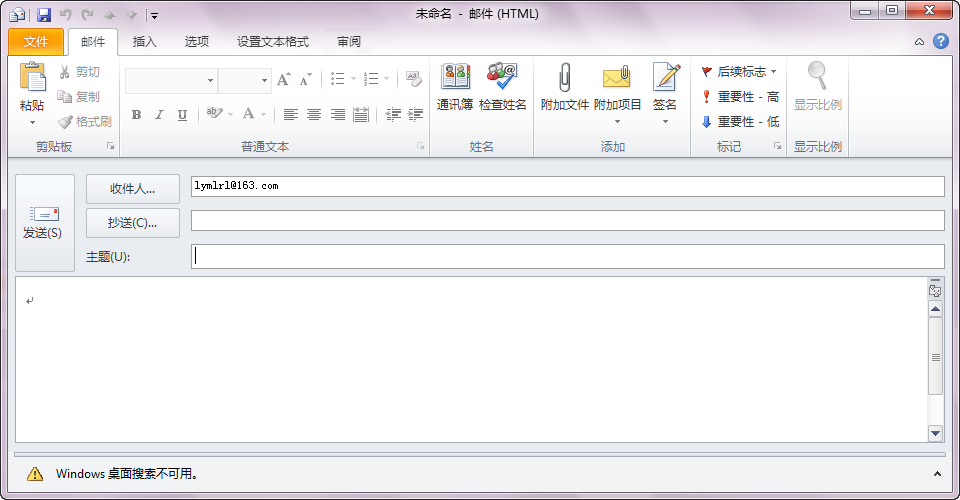 未命名 - 邮件 (HTML)
文件 邮件 插入 选项 设置文本格式 审阅
粘贴
剪切
复制
格式刷
剪贴板
B I U ab A
普通文本
通讯簿 检查姓名
姓名
附加文件 附加项目 签名
添加
后续标志
重要性 - 高
重要性 - 低
标记
显示比例
显示比例
发送(S)
收件人... lymlrl@163.com
抄送(C)...
主题(U):
Windows 桌面搜索不可用。